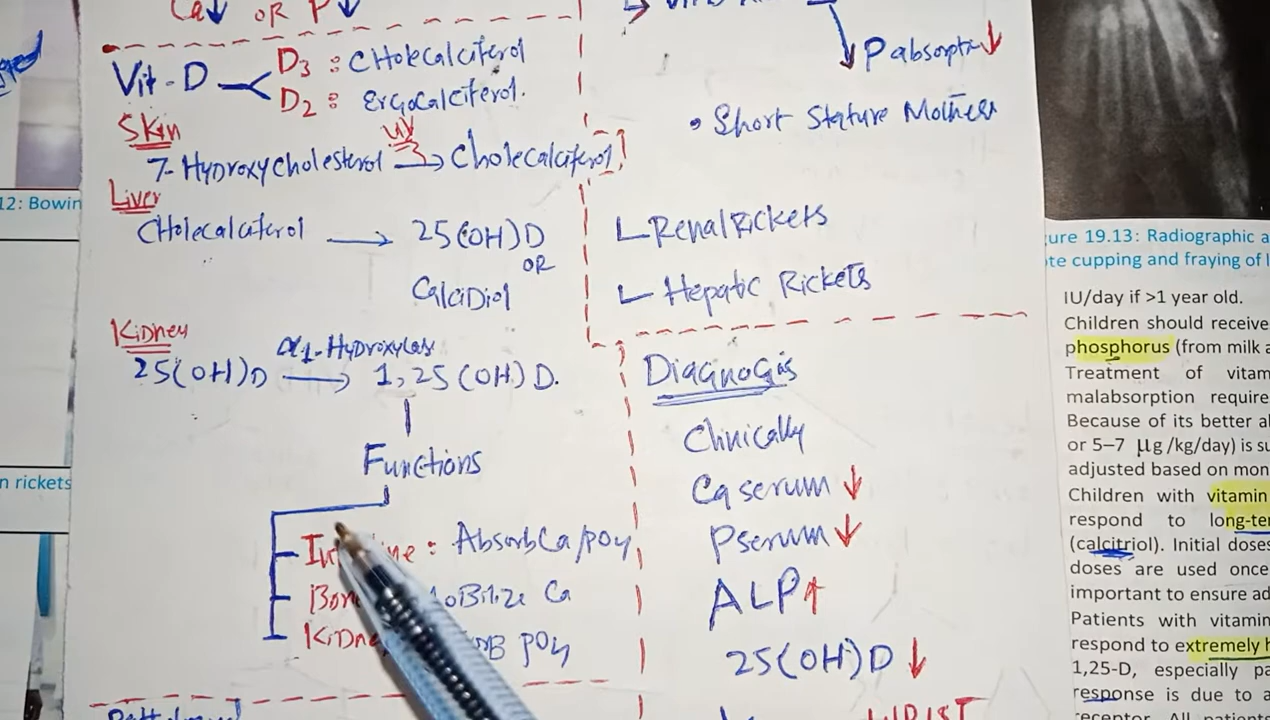 Ca↓ OR P↓
Vit-D
D3 : CHolecalciferol
D2 : ErgoCalciferol.
Skin
UV
7-HydroxyCholesterol → Cholecalciferol
Liver
CHolecalciferol → 25(OH)D
OR
CalciDiol
Kidney
α1-Hydroxylase
25(OH)D → 1,25(OH)D.
Functions
: Absorb Ca/PO4
Ca
PO4
↓ P absorption ↓
• Short Stature Mothers
Renal Rickets
Hepatic Rickets
Diagnosis
Clinically
Ca serum ↓
P serum ↓
ALP↑
25(OH)D ↓
WRIST
12: Bowin
n rickets
ure 19.13: Radiographic a
te cupping and fraying of l
IU/day if >1 year old.
Children should receive
phosphorus (from milk a
Treatment of vitam
malabsorption require
Because of its better al
or 5–7 µg/kg/day) is su
adjusted based on mon
Children with vitamin
respond to long-ter
(calcitriol). Initial doses
doses are used once
important to ensure ad
Patients with vitamin
respond to extremely h
1,25-D, especially pa
response is due to a